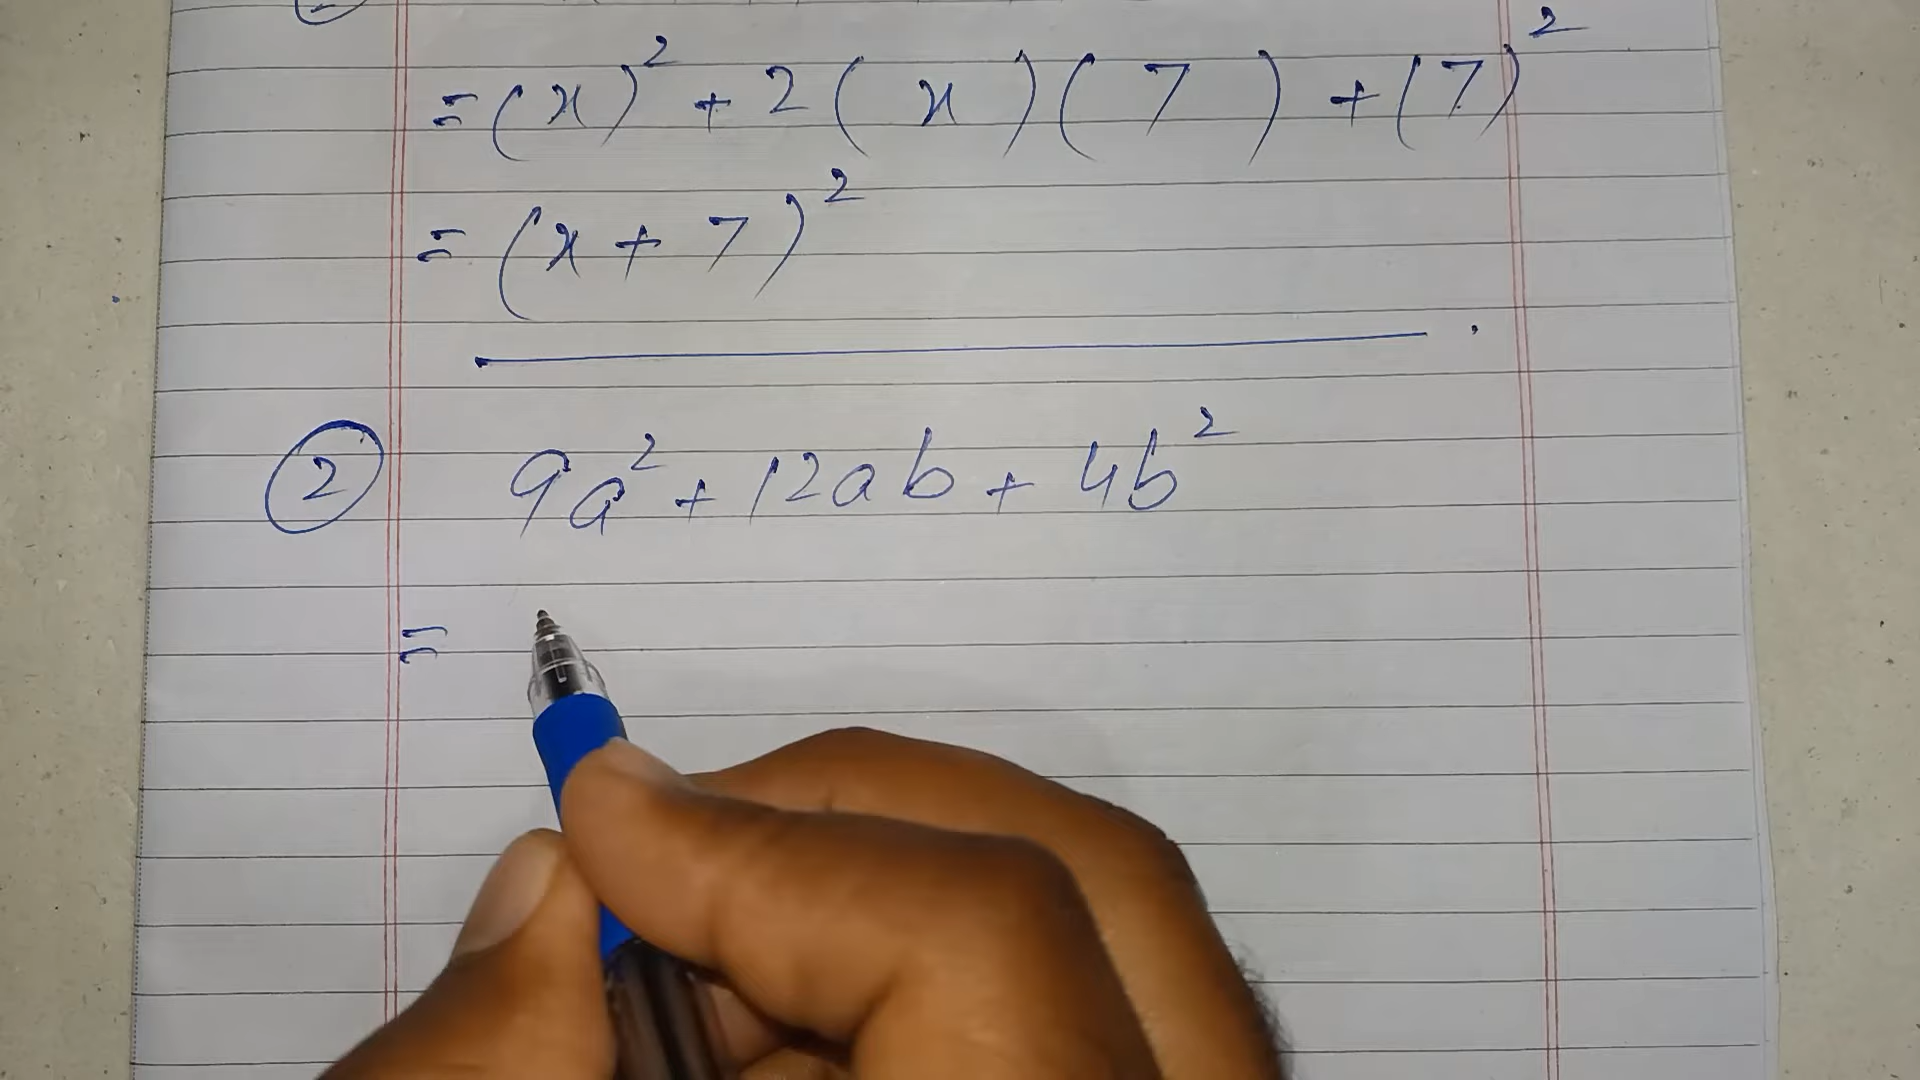 = (x)² + 2 ( x ) ( 7 ) + (7)²
= (x + 7)²
② 9a² + 12ab + 4b²
=